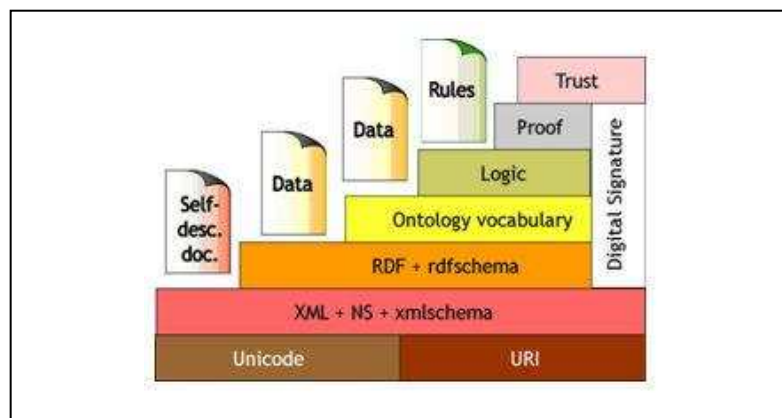 Rules
Trust
Data
Proof
Data
Logic
Digital Signature
Self-
desc.
doc.
Ontology vocabulary
RDF + rdfschema
XML + NS + xmlschema
Unicode
URI